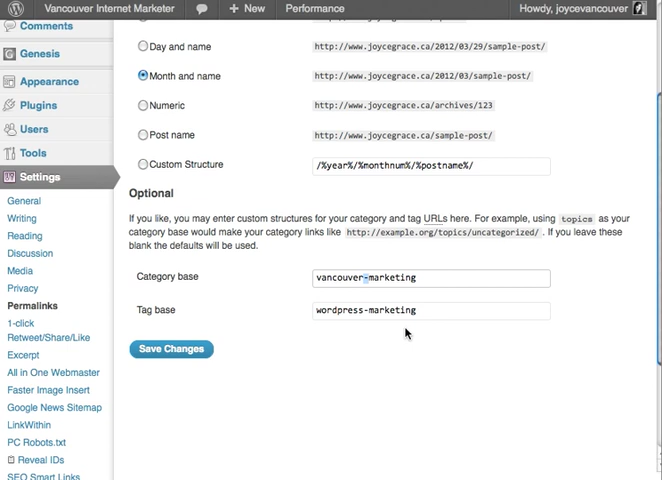 Vancouver Internet Marketer
+ New
Performance
Howdy, joycevancouver
Comments
Genesis
Appearance
Plugins
Users
Tools
Settings
General
Writing
Reading
Discussion
Media
Privacy
Permalinks
1-click
Retweet/Share/Like
Excerpt
All in One Webmaster
Faster Image Insert
Google News Sitemap
LinkWithin
PC Robots.txt
Reveal IDs
SEO Smart Links
Day and name
http://www.joycegrace.ca/2012/03/29/sample-post/
Month and name
http://www.joycegrace.ca/2012/03/sample-post/
Numeric
http://www.joycegrace.ca/archives/123
Post name
http://www.joycegrace.ca/sample-post/
Custom Structure
/%year%/%monthnum%/%postname%/
Optional
If you like, you may enter custom structures for your category and tag URLs here. For example, using topics as your
category base would make your category links like http://example.org/topics/uncategorized/ . If you leave these
blank the defaults will be used.
Category base
vancouver-marketing
Tag base
wordpress-marketing
Save Changes